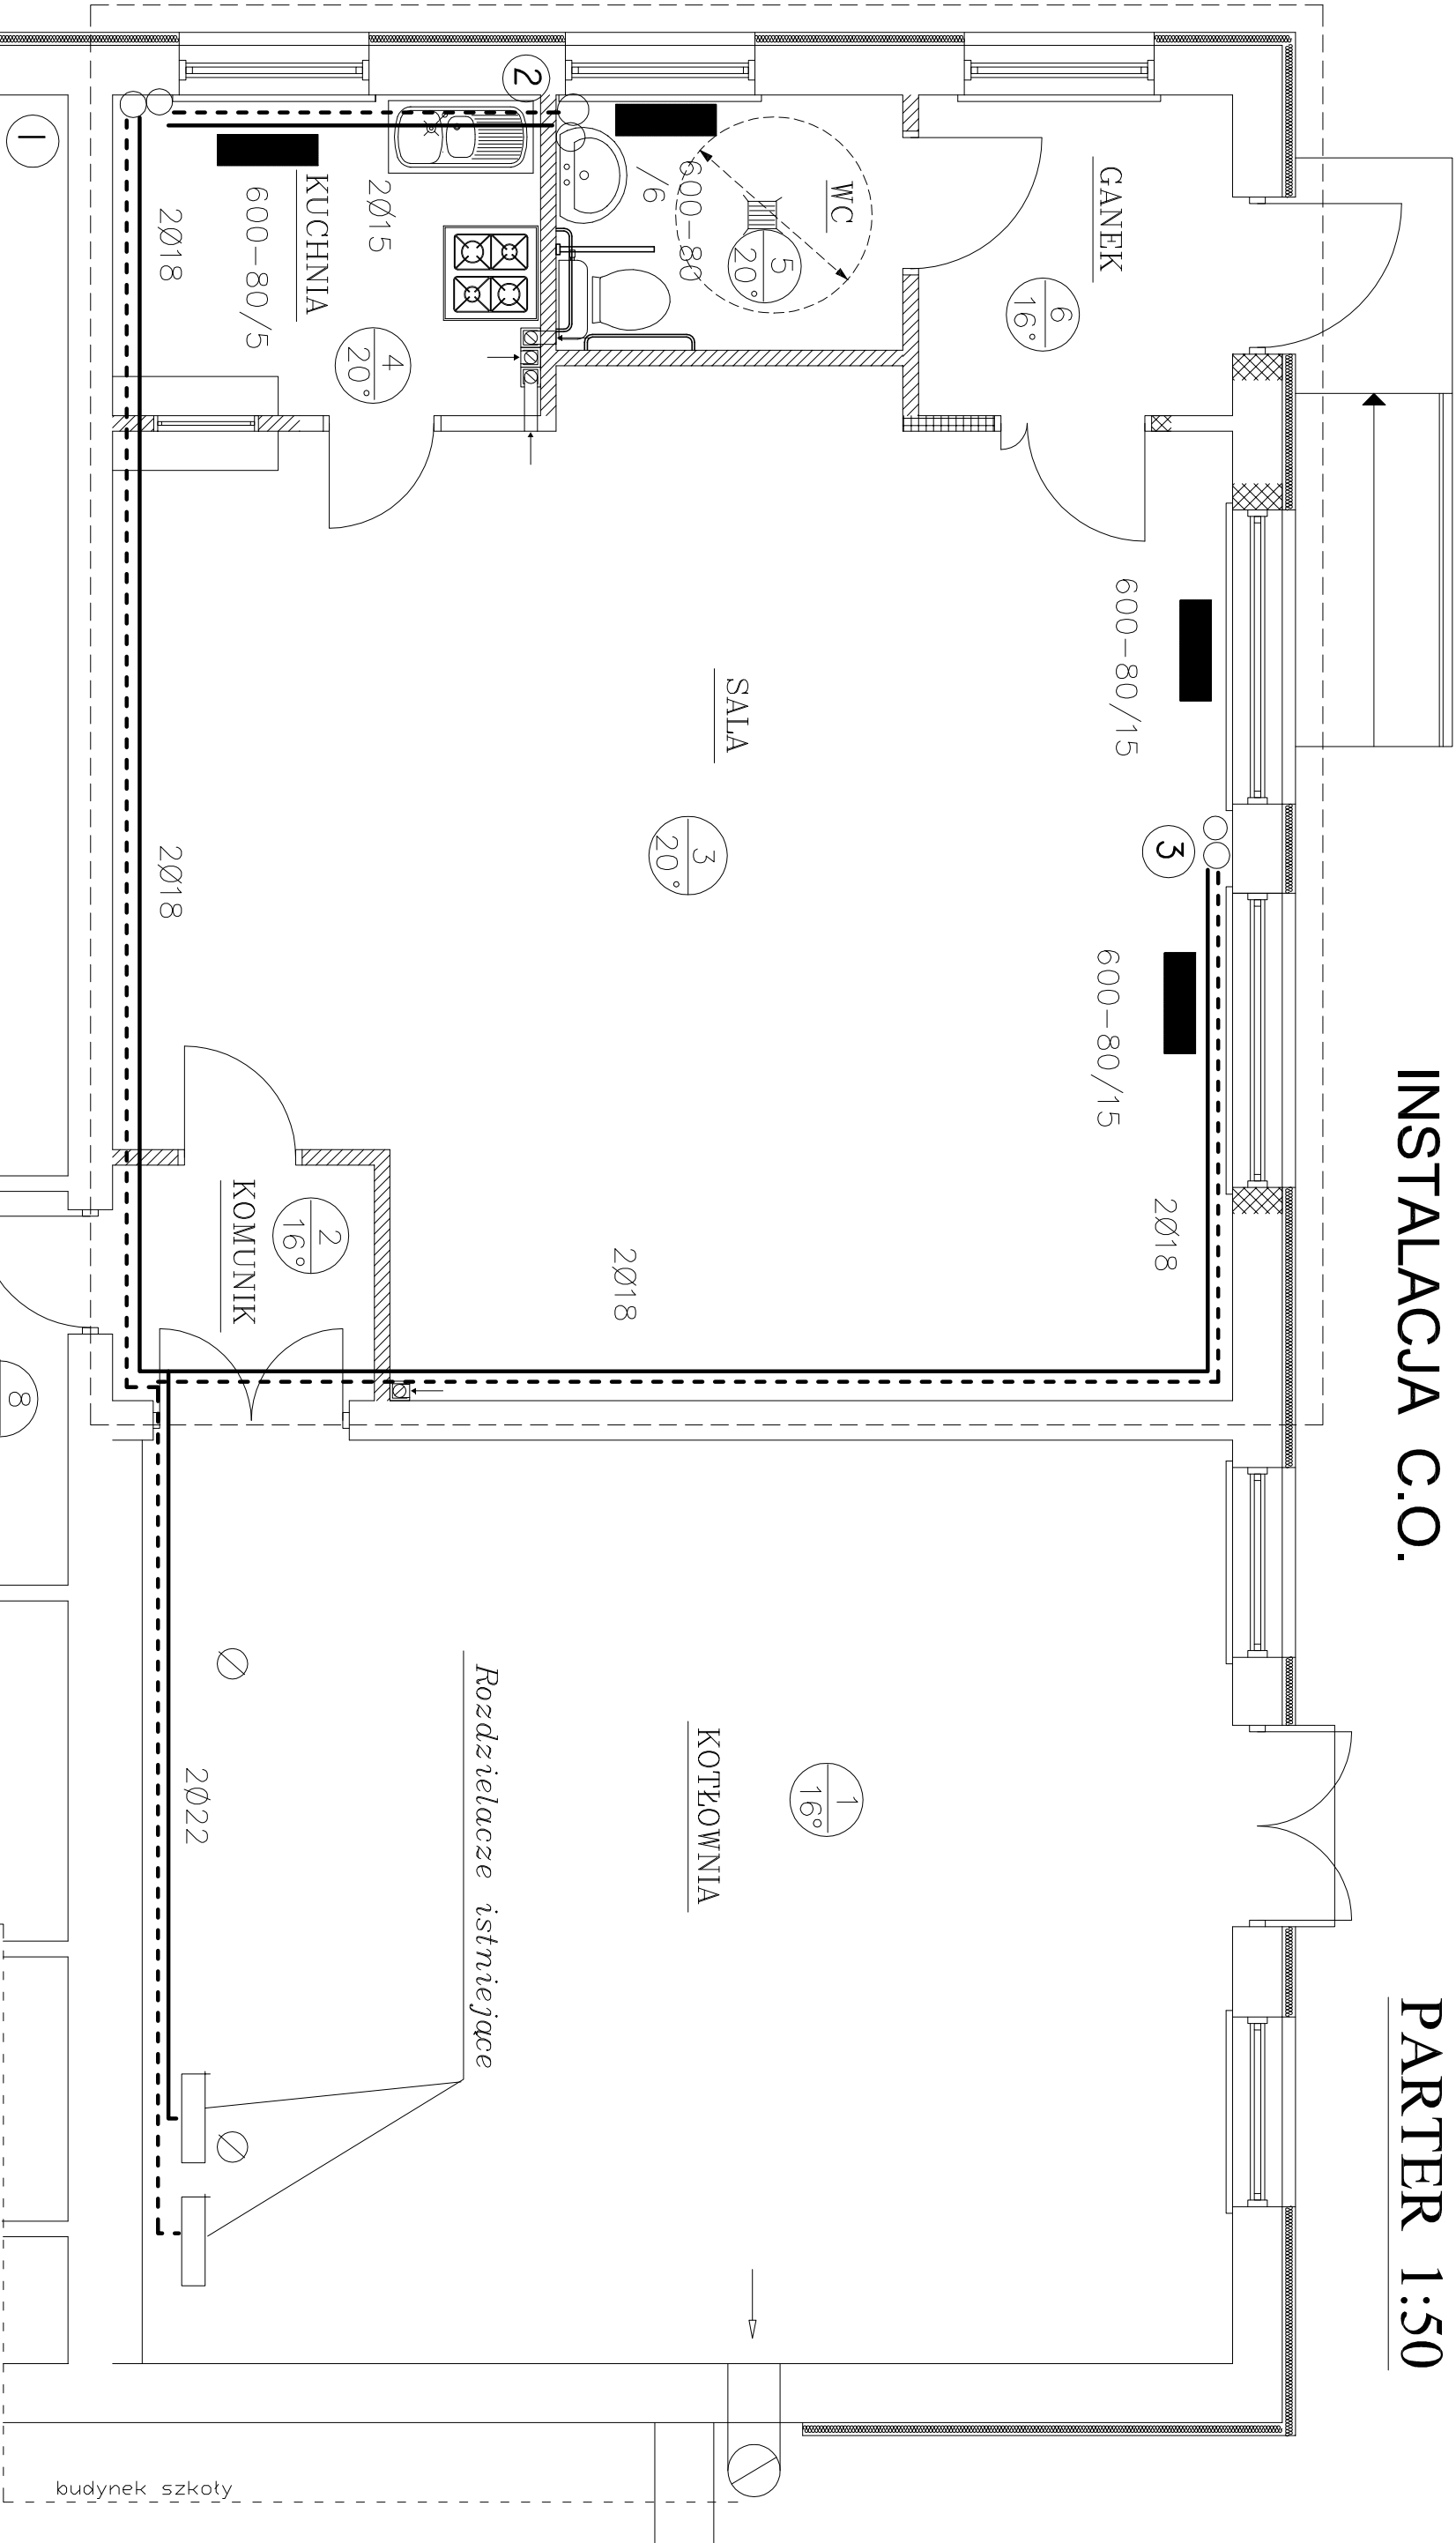 INSTALACJA C.O.
PARTER 1:50
GANEK
6
16°
WC
5
20°
600-80
/6
2
KUCHNIA
4
20°
2Ø15
600-80/5
2Ø18
1
SALA
3
20°
600-80/15
3
600-80/15
2Ø18
2Ø18
2Ø18
KOMUNIK
2
16°
8
KOTŁOWNIA
1
16°
Rozdzielacze istniejące
2Ø22
budynek szkoły